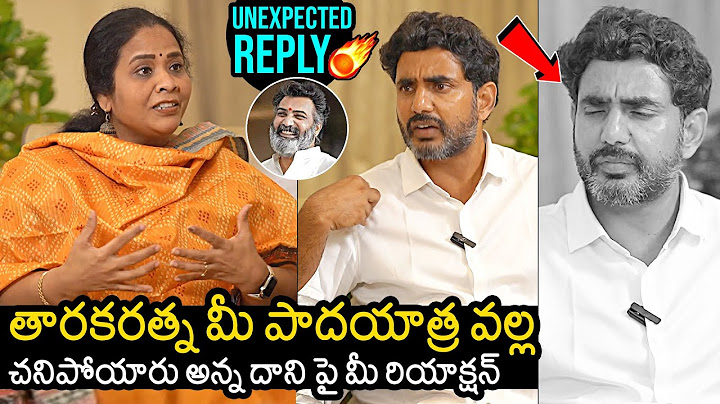 UNEXPECTED
REPLY
తారకరత్న మీ పాదయాత్ర వల్ల
చనిపోయారు అన్న దాని పై మీ రియాక్షన్